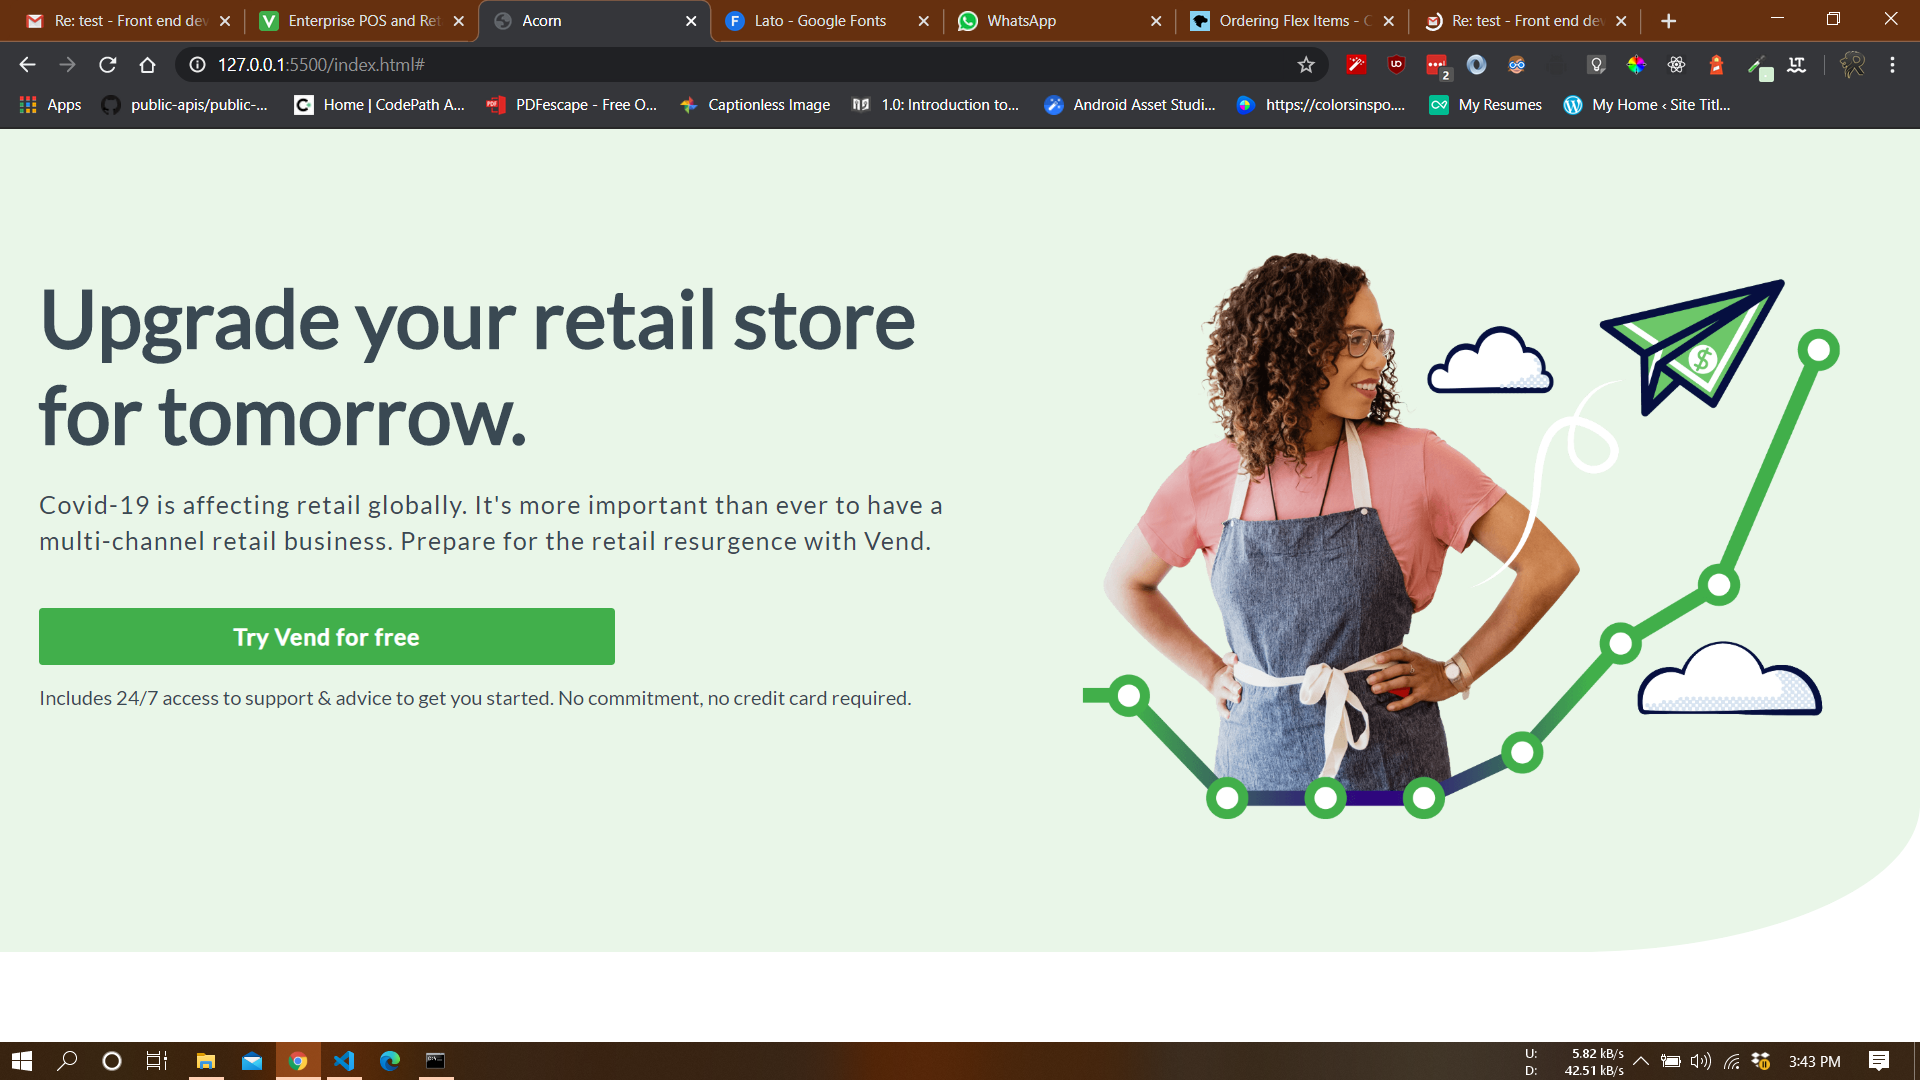 Re: test - Front end dev
Enterprise POS and Ret
Acorn
Lato - Google Fonts
WhatsApp
Ordering Flex Items - C
Re: test - Front end dev
127.0.0.1:5500/index.html#
2
Apps
public-apis/public-...
Home | CodePath A...
PDFescape - Free O...
Captionless Image
1.0: Introduction to...
Android Asset Studi...
https://colorsinspo....
My Resumes
My Home ‹ Site Titl...
Upgrade your retail store
for tomorrow.
Covid-19 is affecting retail globally. It's more important than ever to have a
multi-channel retail business. Prepare for the retail resurgence with Vend.
Try Vend for free
Includes 24/7 access to support & advice to get you started. No commitment, no credit card required.
$
U: 5.82 kB/s
D: 42.51 kB/s
3:43 PM